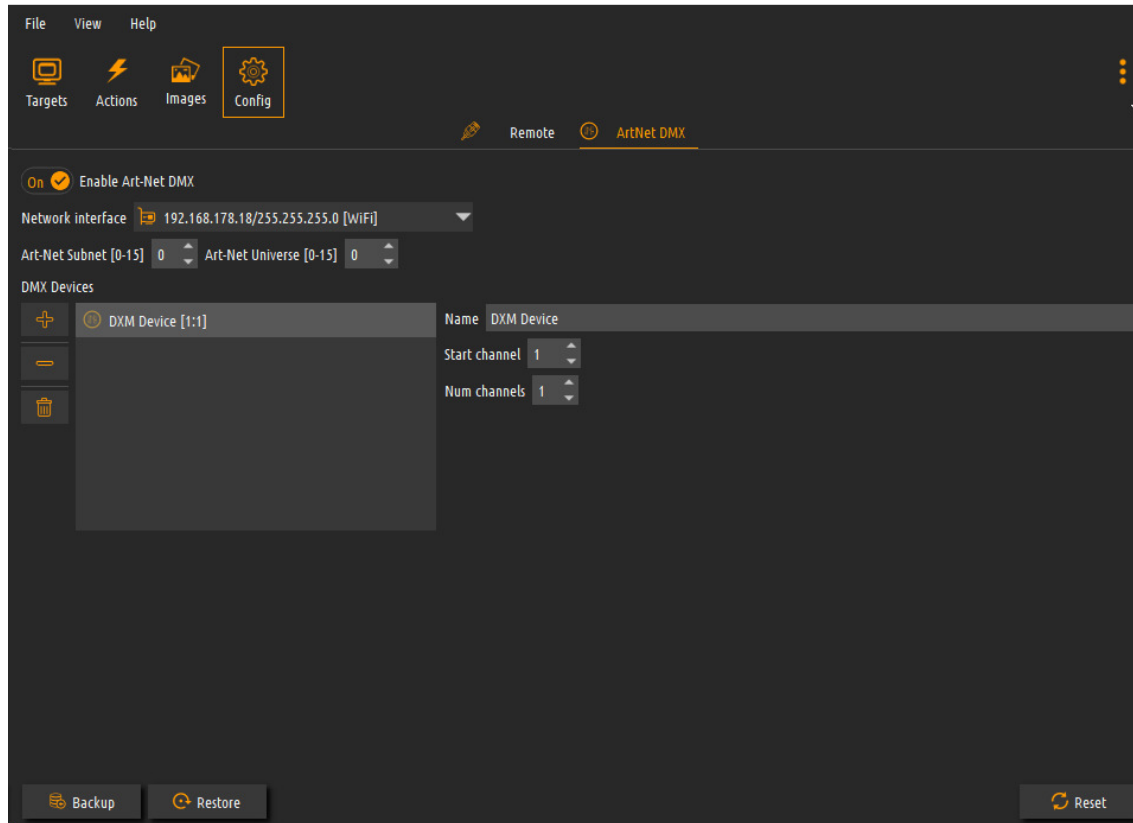 File View Help
Targets Actions Images Config
Remote ArtNet DMX
On Enable Art-Net DMX
Network interface 192.168.178.18/255.255.255.0 [WiFi]
Art-Net Subnet [0-15] 0 Art-Net Universe [0-15] 0
DMX Devices
DXM Device [1:1] Name DXM Device
Start channel 1
Num channels 1
Backup Restore Reset